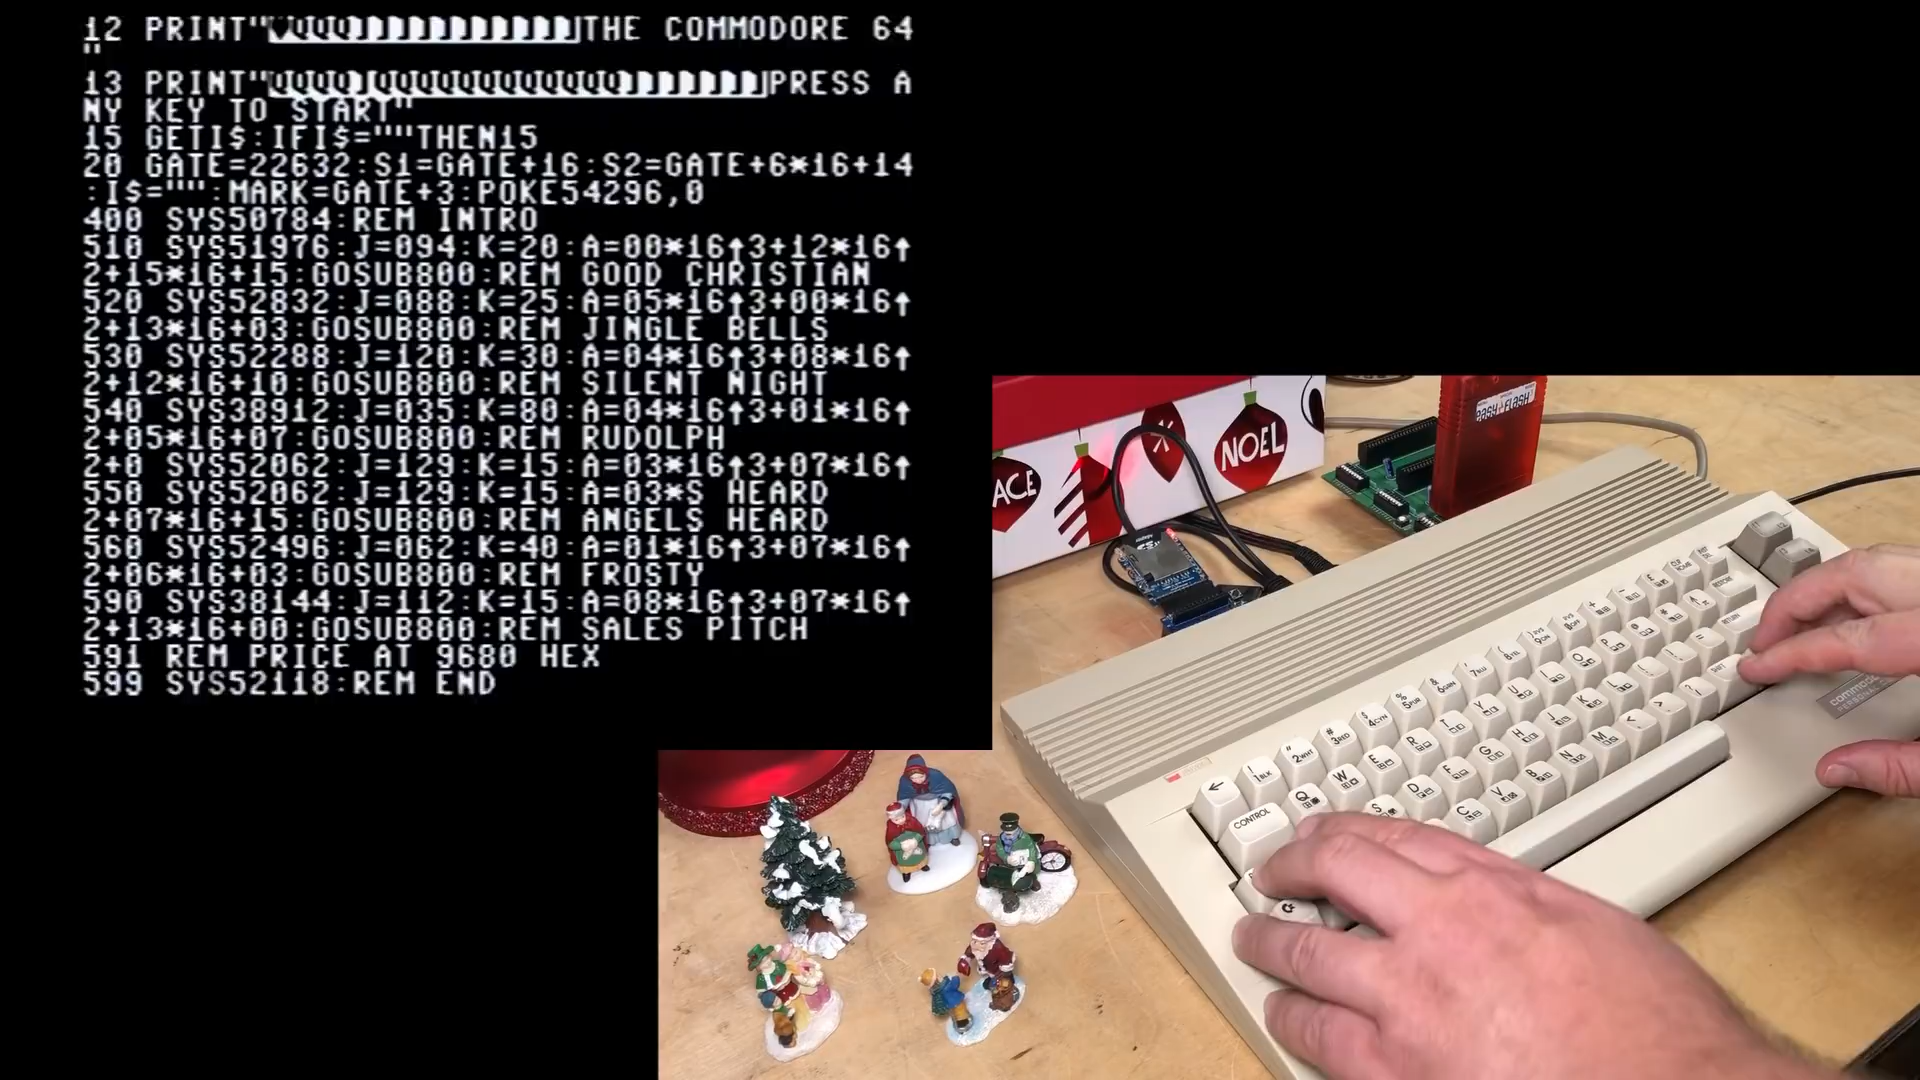 12 PRINT"THE COMMODORE 64
"
13 PRINT"PRESS A
NY KEY TO START"
15 GETI$:IFI$=""THEN15
20 GATE=22632:S1=GATE+16:S2=GATE+6*16+14
:I$="":MARK=GATE+3:POKE54296,0
400 SYS50784:REM INTRO
510 SYS51976:J=094:K=20:A=00*16↑3+12*16↑
2+15*16+15:GOSUB800:REM GOOD CHRISTIAN
520 SYS52832:J=088:K=25:A=05*16↑3+00*16↑
2+13*16+03:GOSUB800:REM JINGLE BELLS
530 SYS52288:J=120:K=30:A=04*16↑3+08*16↑
2+12*16+10:GOSUB800:REM SILENT NIGHT
540 SYS38912:J=035:K=80:A=04*16↑3+01*16↑
2+05*16+07:GOSUB800:REM RUDOLPH
2+0 SYS52062:J=129:K=15:A=03*16↑3+07*16↑
550 SYS52062:J=129:K=15:A=03*S HEARD
2+07*16+15:GOSUB800:REM ANGELS HEARD
560 SYS52496:J=062:K=40:A=01*16↑3+07*16↑
2+06*16+03:GOSUB800:REM FROSTY
590 SYS38144:J=112:K=15:A=08*16↑3+07*16↑
2+13*16+00:GOSUB800:REM SALES PITCH
591 REM PRICE AT 9680 HEX
599 SYS52118:REM END
ACE
NOEL
easy FLASH
commodo
PERSONAL
CONTROL
RETURN
SHIFT
RESTORE